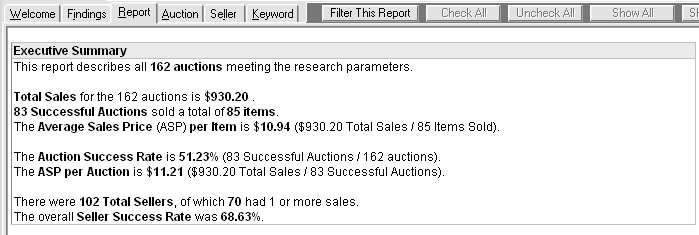 Welcome Findings Report Auction Seller Keyword Filter This Report Check All Uncheck All Show All
Executive Summary
This report describes all 162 auctions meeting the research parameters.
Total Sales for the 162 auctions is $930.20 .
83 Successful Auctions sold a total of 85 items.
The Average Sales Price (ASP) per Item is $10.94 ($930.20 Total Sales / 85 Items Sold).
The Auction Success Rate is 51.23% (83 Successful Auctions / 162 auctions).
The ASP per Auction is $11.21 ($930.20 Total Sales / 83 Successful Auctions).
There were 102 Total Sellers, of which 70 had 1 or more sales.
The overall Seller Success Rate was 68.63%.